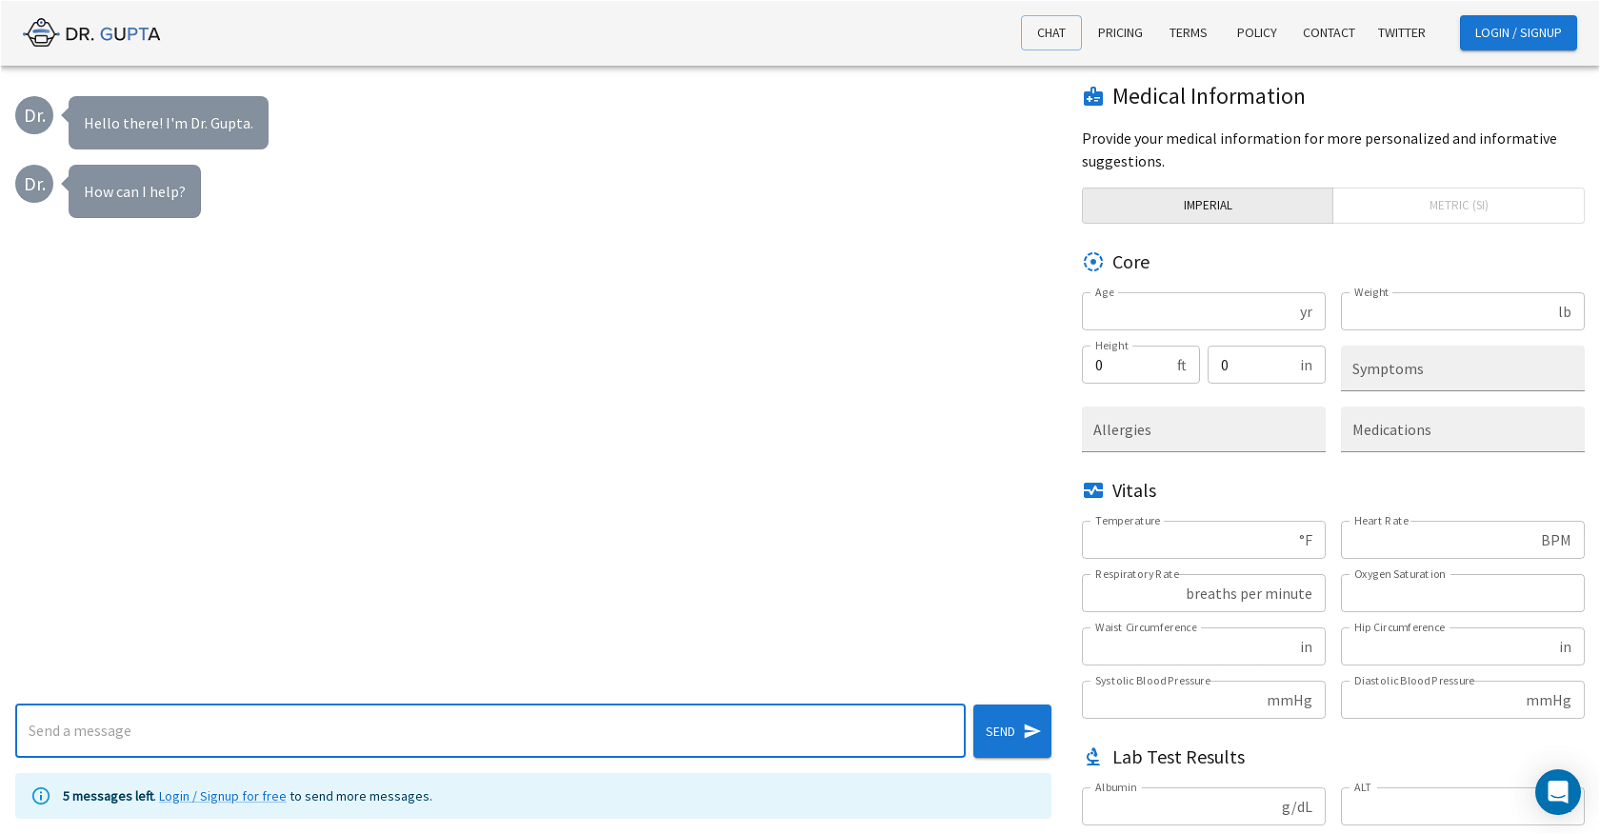 DR. GUPTA
CHAT
PRICING
TERMS
POLICY
CONTACT
TWITTER
LOGIN / SIGNUP
Dr.
Hello there! I'm Dr. Gupta.
Dr.
How can I help?
Send a message
SEND
5 messages left. Login / Signup for free to send more messages.
Medical Information
Provide your medical information for more personalized and informative
suggestions.
IMPERIAL
METRIC (SI)
Core
Age
yr
Weight
lb
Height
0 ft
0 in
Symptoms
Allergies
Medications
Vitals
Temperature
°F
Heart Rate
BPM
Respiratory Rate
breaths per minute
Oxygen Saturation
Waist Circumference
in
Hip Circumference
in
Systolic Blood Pressure
mmHg
Diastolic Blood Pressure
mmHg
Lab Test Results
Albumin
g/dL
ALT